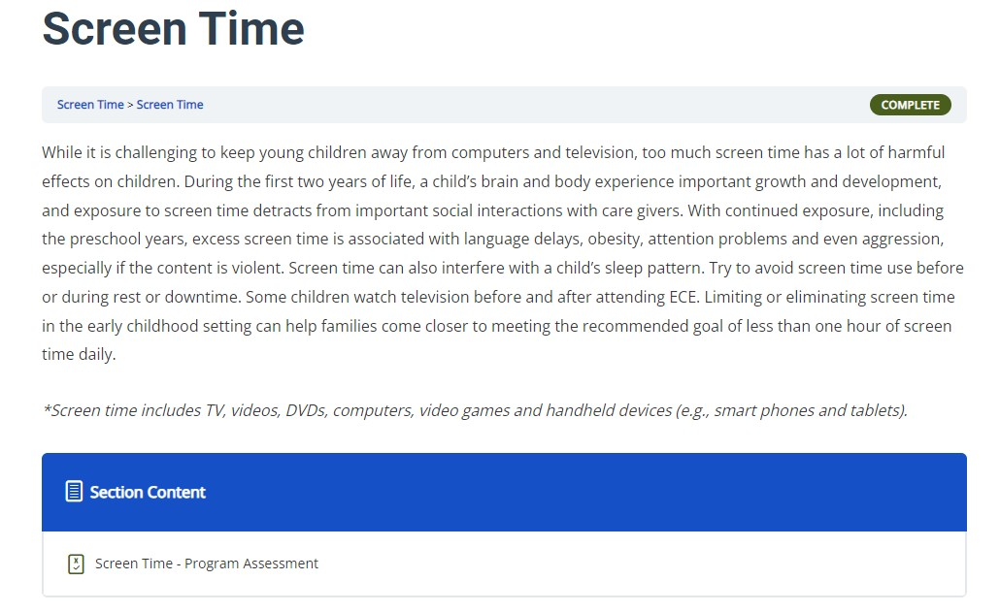 Screen Time
Screen Time > Screen Time
COMPLETE
While it is challenging to keep young children away from computers and television, too much screen time has a lot of harmful
effects on children. During the first two years of life, a child’s brain and body experience important growth and development,
and exposure to screen time detracts from important social interactions with care givers. With continued exposure, including
the preschool years, excess screen time is associated with language delays, obesity, attention problems and even aggression,
especially if the content is violent. Screen time can also interfere with a child’s sleep pattern. Try to avoid screen time use before
or during rest or downtime. Some children watch television before and after attending ECE. Limiting or eliminating screen time
in the early childhood setting can help families come closer to meeting the recommended goal of less than one hour of screen
time daily.
*Screen time includes TV, videos, DVDs, computers, video games and handheld devices (e.g., smart phones and tablets).
Section Content
Screen Time - Program Assessment